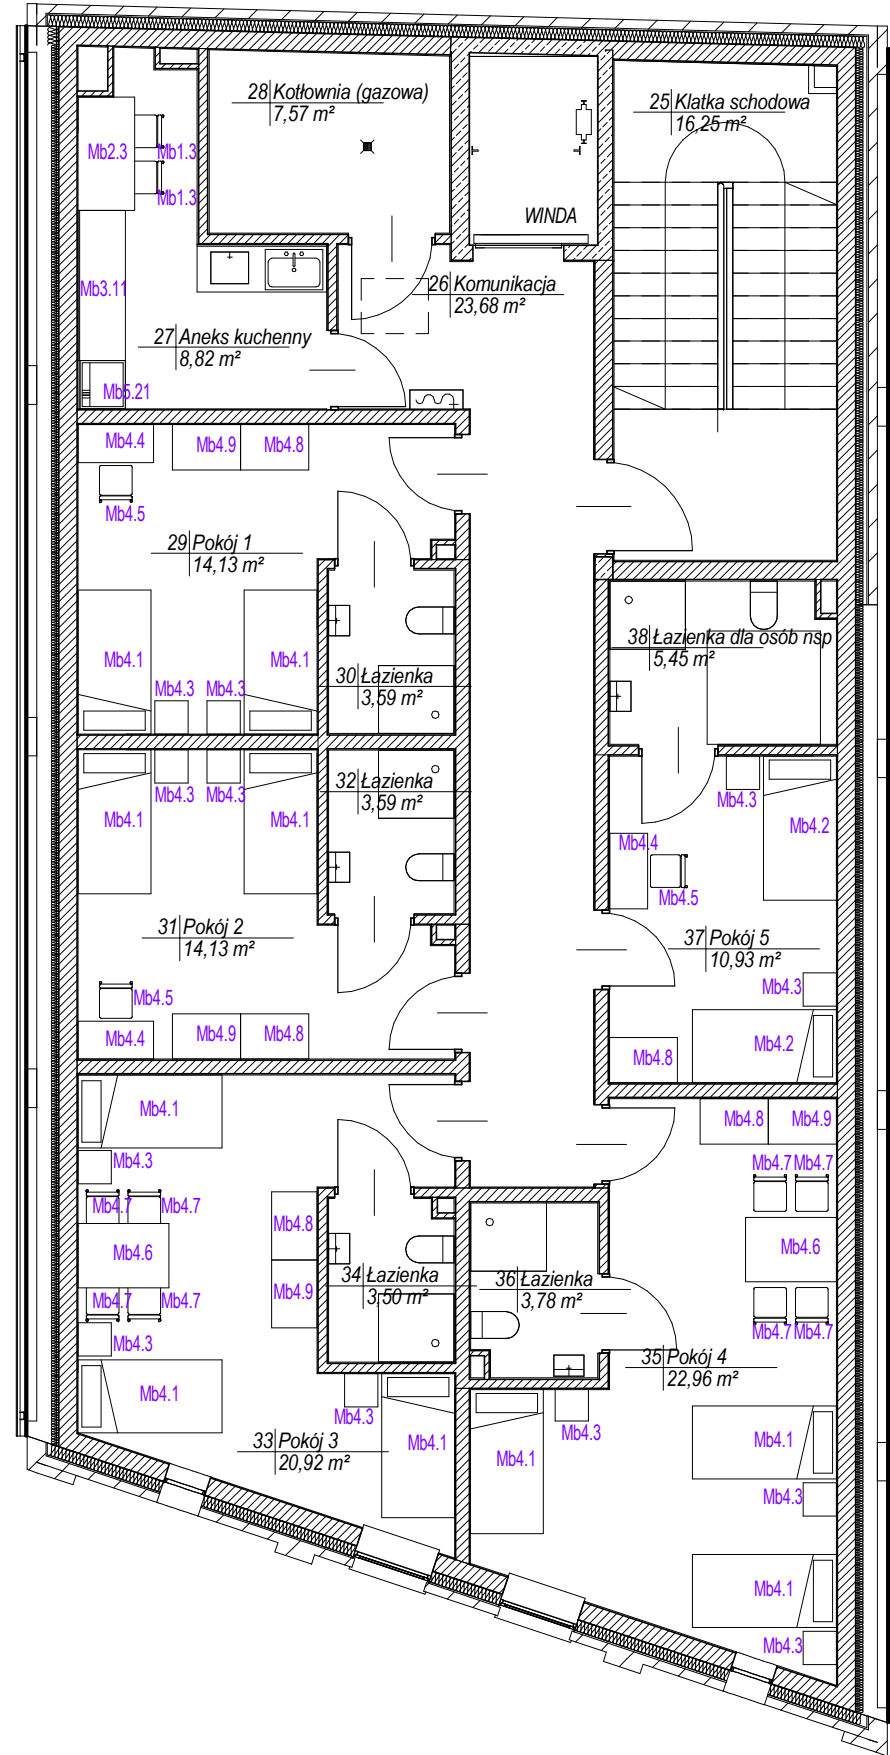 28 Kotłownia (gazowa)
7,57 m²
25 Klatka schodowa
16,25 m²
Mb2.3
Mb1.3
Mb1.3
WINDA
Mb3.11
26 Komunikacja
23,68 m²
27 Aneks kuchenny
8,82 m²
Mb5.21
Mb4.4
Mb4.9
Mb4.8
Mb4.5
29 Pokój 1
14,13 m²
38 Łazienka dla osób nsp
5,45 m²
Mb4.1
Mb4.1
Mb4.3
Mb4.3
30 Łazienka
3,59 m²
Mb4.3
Mb4.3
32 Łazienka
3,59 m²
Mb4.1
Mb4.1
Mb4.3
Mb4.2
Mb4.4
Mb4.5
31 Pokój 2
14,13 m²
37 Pokój 5
10,93 m²
Mb4.5
Mb4.3
Mb4.4
Mb4.9
Mb4.8
Mb4.2
Mb4.8
Mb4.1
Mb4.8
Mb4.9
Mb4.3
Mb4.7
Mb4.7
Mb4.7
Mb4.7
Mb4.8
Mb4.6
Mb4.6
34 Łazienka
3,50 m²
36 Łazienka
3,78 m²
Mb4.9
Mb4.7
Mb4.7
Mb4.7
Mb4.7
Mb4.3
35 Pokój 4
22,96 m²
Mb4.1
Mb4.3
Mb4.3
33 Pokój 3
20,92 m²
Mb4.1
Mb4.1
Mb4.1
Mb4.3
Mb4.1
Mb4.3